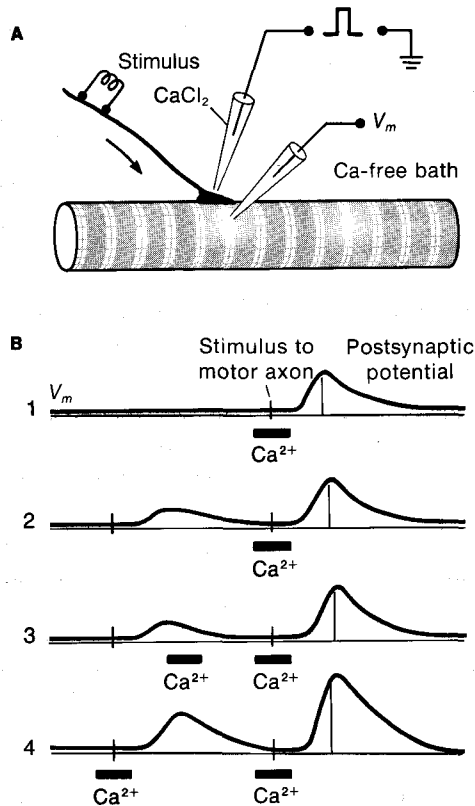 A
Stimulus
CaCl₂
Vm
Ca-free bath
B
Stimulus to
motor axon
Postsynaptic
potential
Vm
1
Ca²⁺
2
Ca²⁺
3
Ca²⁺ Ca²⁺
4
Ca²⁺ Ca²⁺